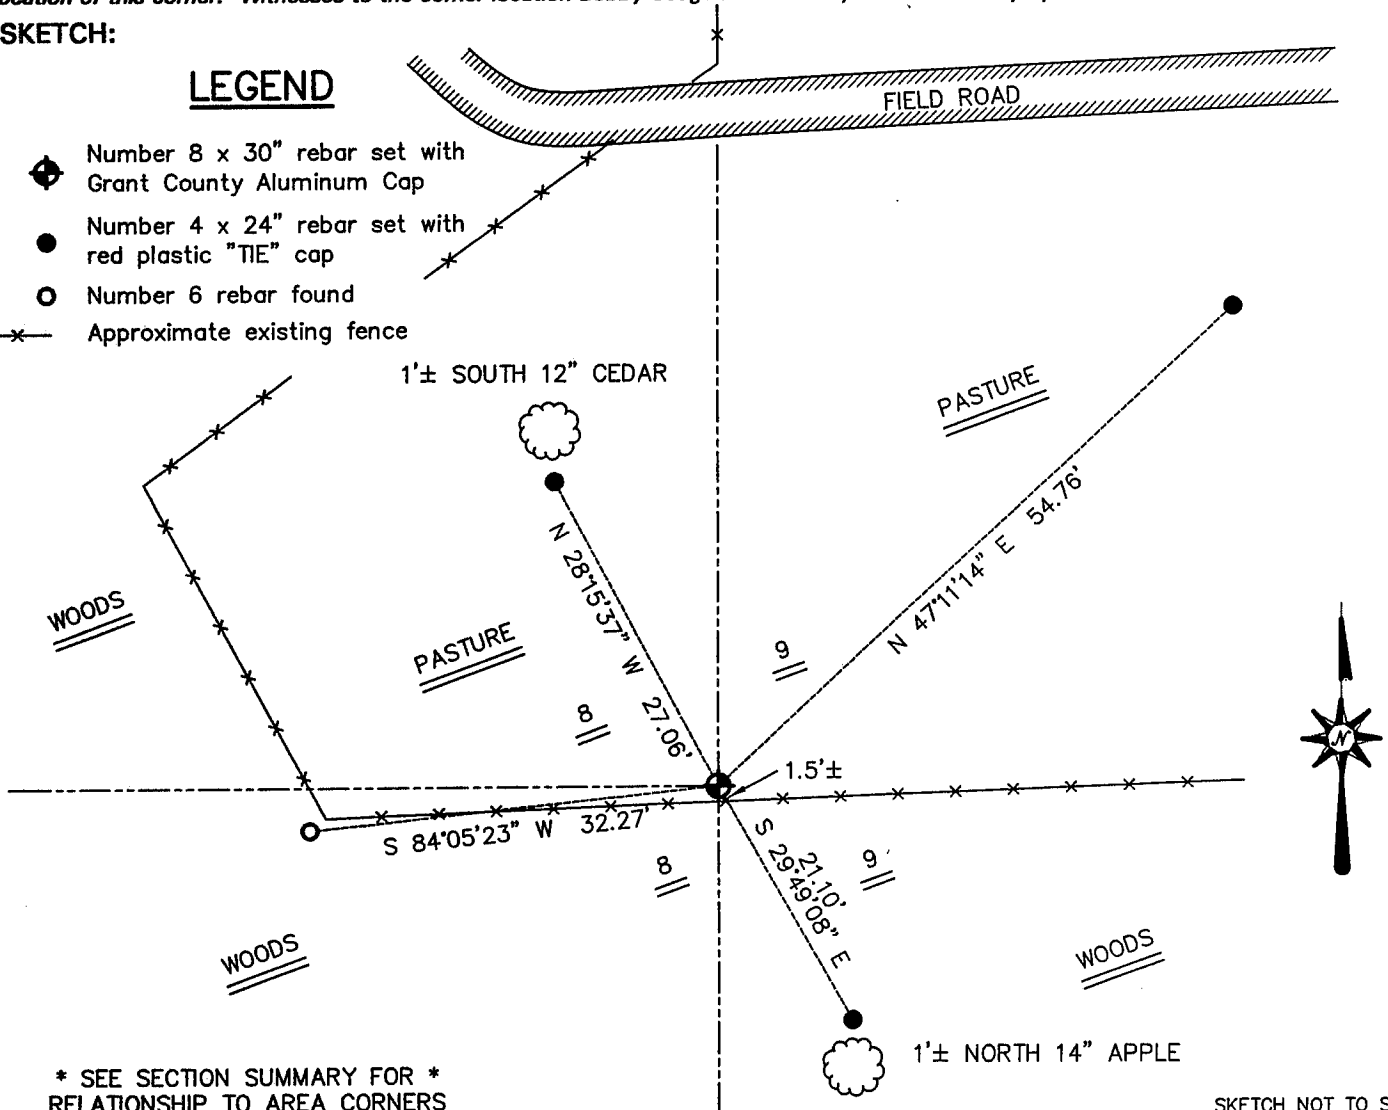 SKETCH:
LEGEND
Number 8 x 30" rebar set with
Grant County Aluminum Cap
Number 4 x 24" rebar set with
red plastic "TIE" cap
Number 6 rebar found
Approximate existing fence
FIELD ROAD
1'± SOUTH 12" CEDAR
PASTURE
N 47°11'14" E 54.76'
N 28°15'37" W 27.06'
WOODS
PASTURE
9
8
1.5'±
N
S 84°05'23" W 32.27'
8
9
21.10'
S 29°49'08" E
WOODS
WOODS
1'± NORTH 14" APPLE
* SEE SECTION SUMMARY FOR *
RELATIONSHIP TO AREA CORNERS
SKETCH NOT TO